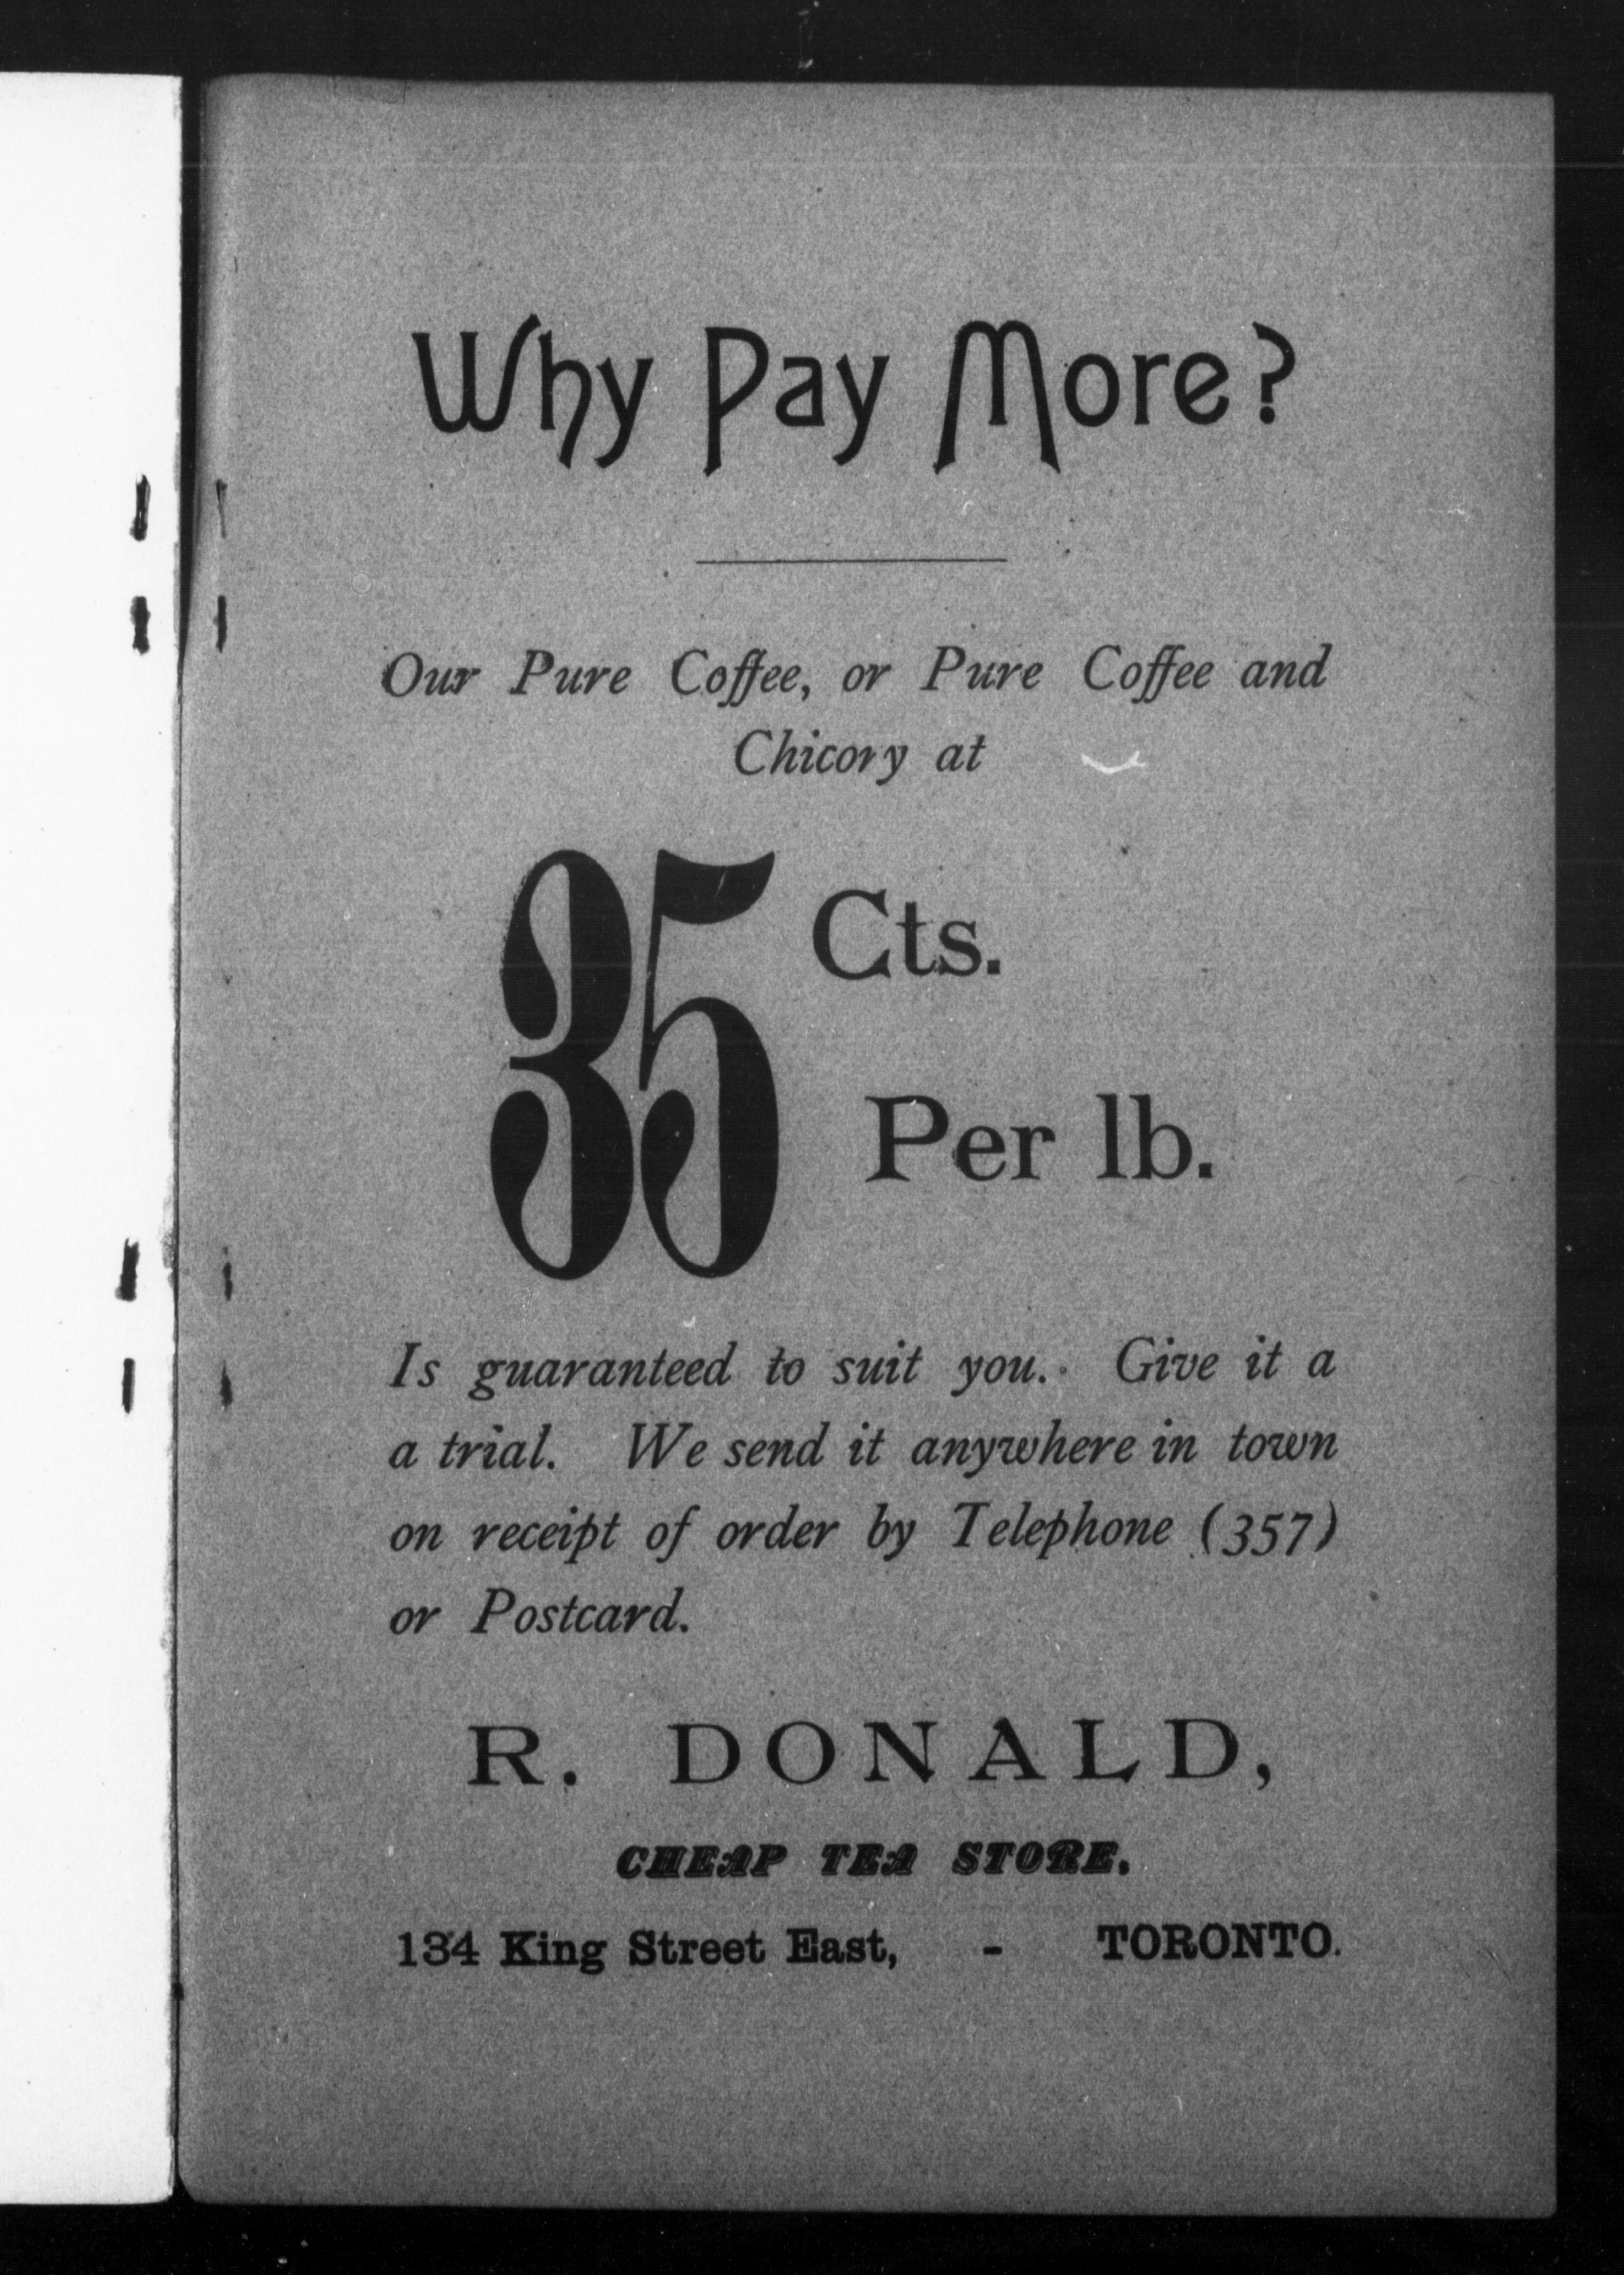 Why Pay More?
Our Pure Coffee, or Pure Coffee and
Chicory at
35 Cts.
Per lb.
Is guaranteed to suit you. Give it a
a trial. We send it anywhere in town
on receipt of order by Telephone (357)
or Postcard.
R. DONALD,
CHEAP TEA STORE.
134 King Street East, - TORONTO.